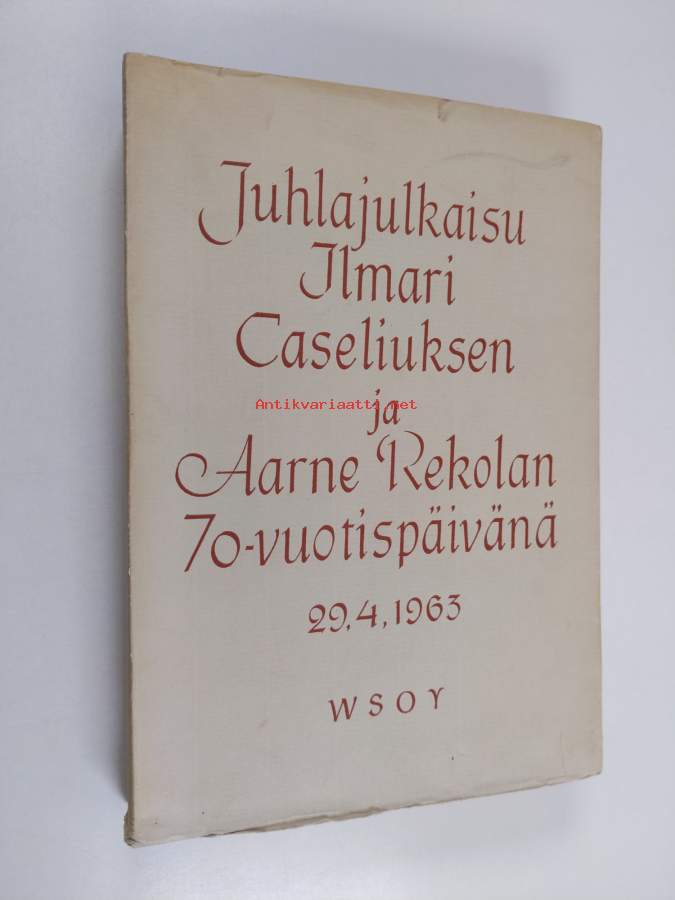 Juhlajulkaisu
Ilmari
Caseliuksen
Antikvariaatti.net
ja
Aarne Rekolan
70-vuotispäivänä
29.4.1963
WSOY